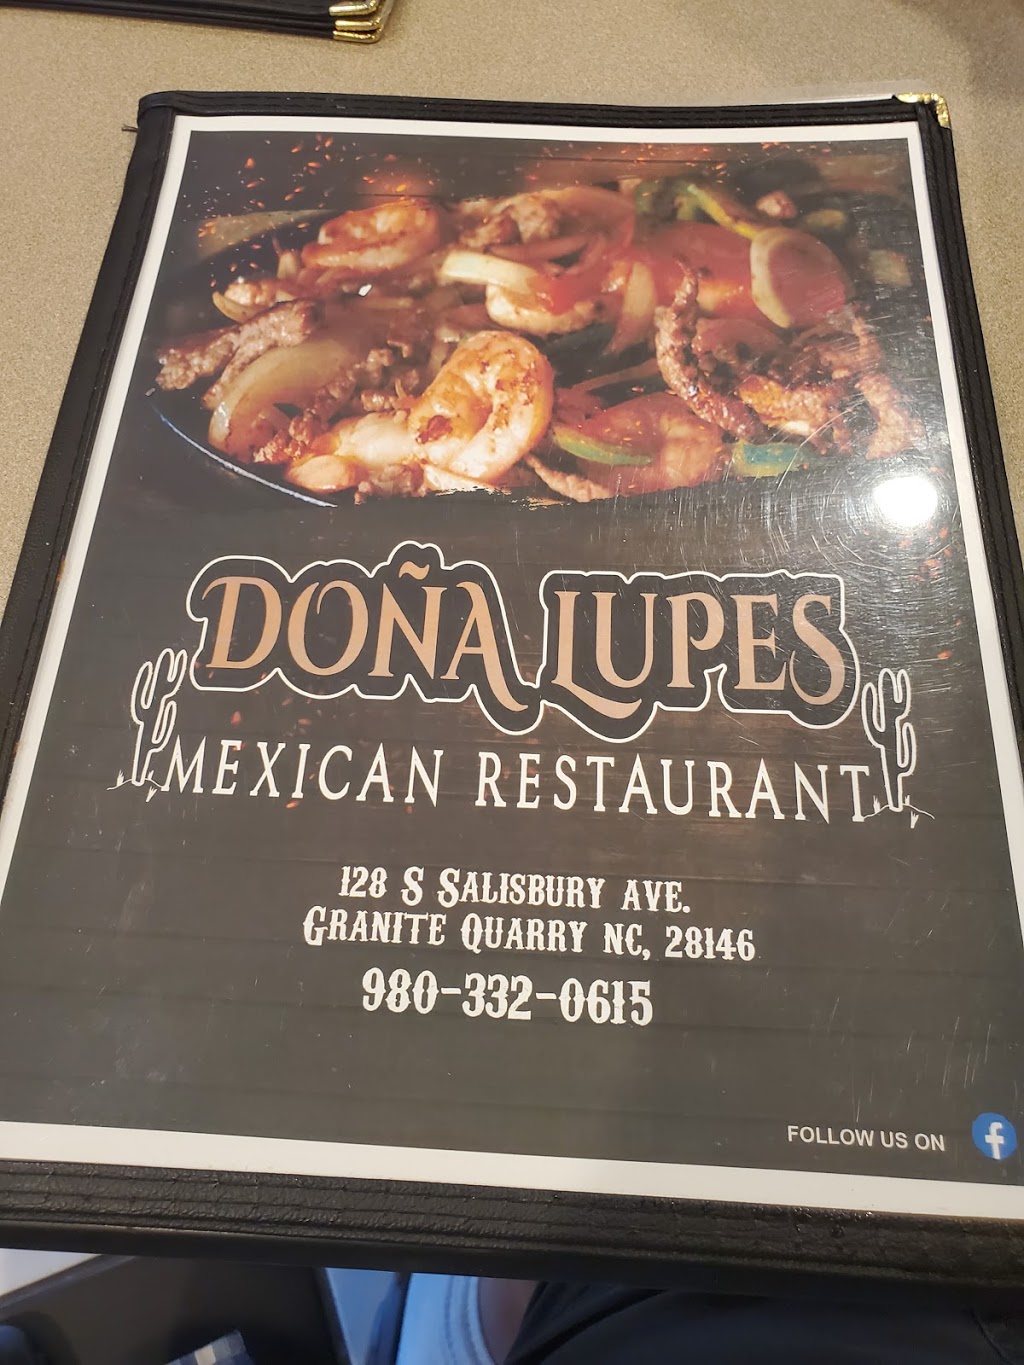 DOÑA LUPES
MEXICAN RESTAURANT
128 S SALISBURY AVE.
GRANITE QUARRY NC, 28146
980-332-0615
FOLLOW US ON f